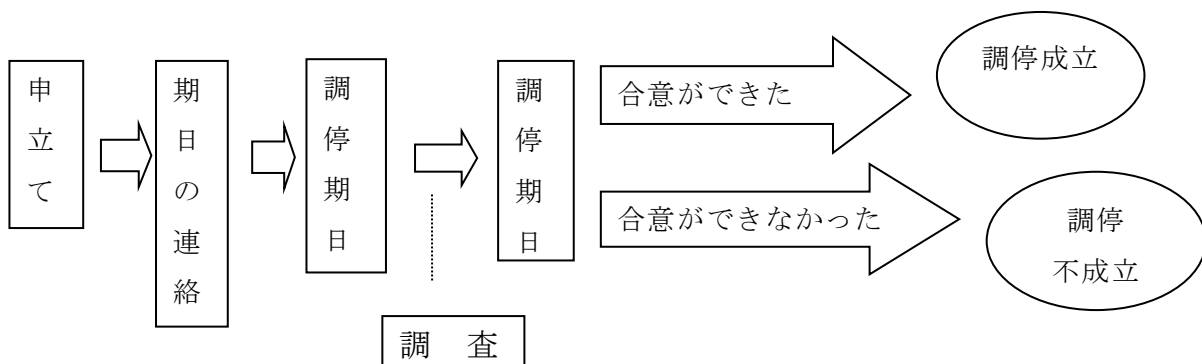 申立て
期日の連絡
調停期日
調査
調停期日
合意ができた
調停成立
合意ができなかった
調停
不成立